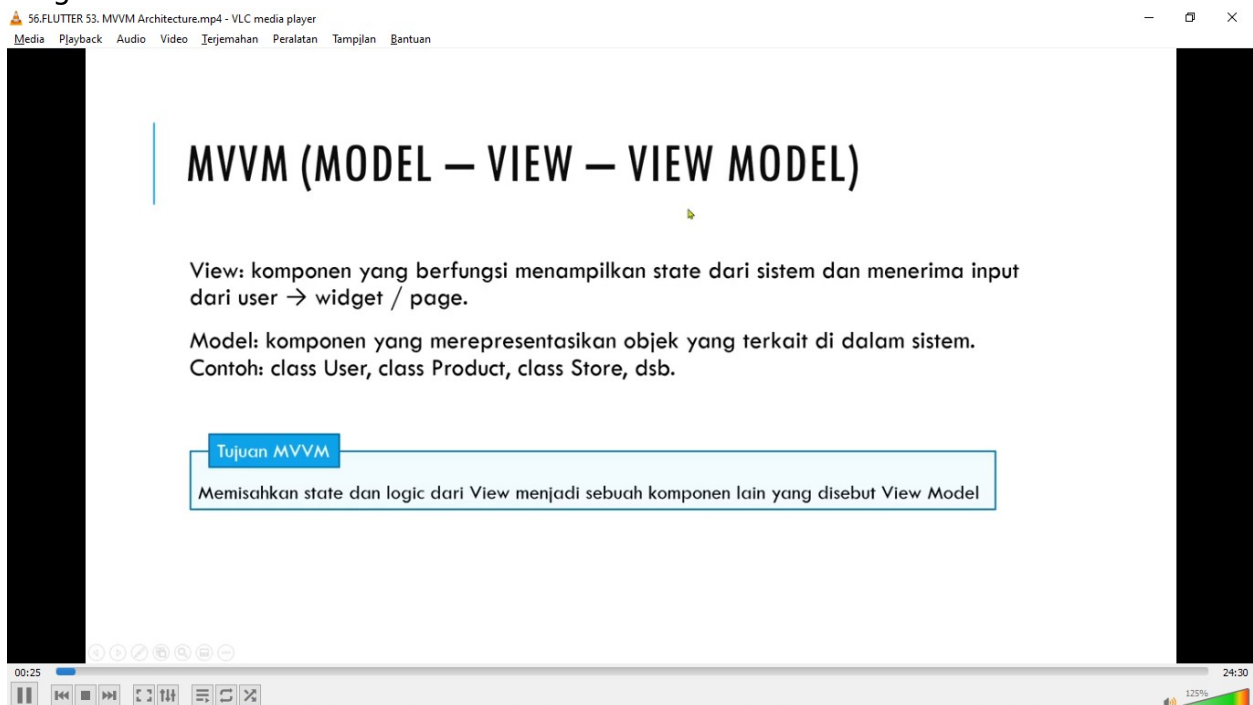 56.FLUTTER 53. MVVM Architecture.mp4 - VLC media player
Media Playback Audio Video Terjemahan Peralatan Tampilan Bantuan
MVVM (MODEL – VIEW – VIEW MODEL)
View: komponen yang berfungsi menampilkan state dari sistem dan menerima input
dari user → widget / page.
Model: komponen yang merepresentasikan objek yang terkait di dalam sistem.
Contoh: class User, class Product, class Store, dsb.
Tujuan MVVM
Memisahkan state dan logic dari View menjadi sebuah komponen lain yang disebut View Model
00:25 24:30
125%